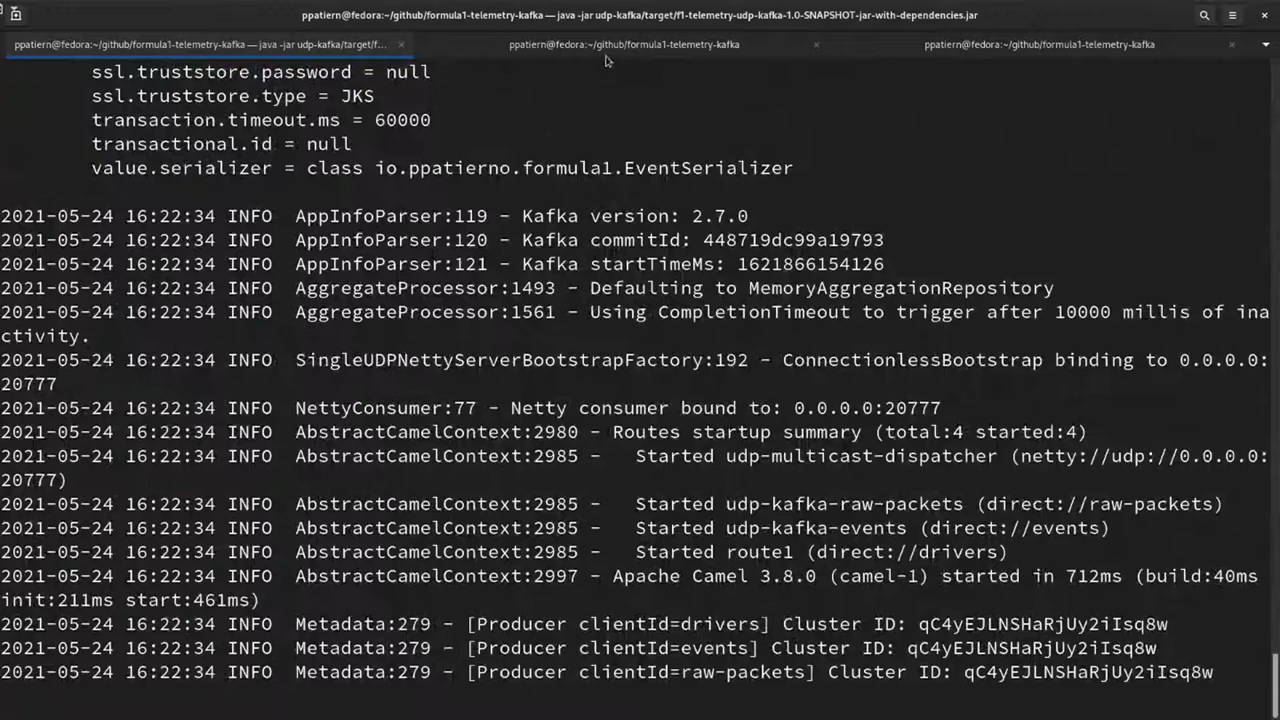 ppatiern@fedora:~/github/formula1-telemetry-kafka — java -jar udp-kafka/target/f1-telemetry-udp-kafka-1.0-SNAPSHOT-jar-with-dependencies.jar
ppatiern@fedora:~/github/formula1-telemetry-kafka — java -jar udp-kafka/target/f... ppatiern@fedora:~/github/formula1-telemetry-kafka ppatiern@fedora:~/github/formula1-telemetry-kafka
ssl.truststore.password = null
ssl.truststore.type = JKS
transaction.timeout.ms = 60000
transactional.id = null
value.serializer = class io.ppatierno.formula1.EventSerializer
2021-05-24 16:22:34 INFO  AppInfoParser:119 - Kafka version: 2.7.0
2021-05-24 16:22:34 INFO  AppInfoParser:120 - Kafka commitId: 448719dc99a19793
2021-05-24 16:22:34 INFO  AppInfoParser:121 - Kafka startTimeMs: 1621866154126
2021-05-24 16:22:34 INFO  AggregateProcessor:1493 - Defaulting to MemoryAggregationRepository
2021-05-24 16:22:34 INFO  AggregateProcessor:1561 - Using CompletionTimeout to trigger after 10000 millis of ina
ctivity.
2021-05-24 16:22:34 INFO  SingleUDPNettyServerBootstrapFactory:192 - ConnectionlessBootstrap binding to 0.0.0.0:
20777
2021-05-24 16:22:34 INFO  NettyConsumer:77 - Netty consumer bound to: 0.0.0.0:20777
2021-05-24 16:22:34 INFO  AbstractCamelContext:2980 - Routes startup summary (total:4 started:4)
2021-05-24 16:22:34 INFO  AbstractCamelContext:2985 -   Started udp-multicast-dispatcher (netty://udp://0.0.0.0:
20777)
2021-05-24 16:22:34 INFO  AbstractCamelContext:2985 -   Started udp-kafka-raw-packets (direct://raw-packets)
2021-05-24 16:22:34 INFO  AbstractCamelContext:2985 -   Started udp-kafka-events (direct://events)
2021-05-24 16:22:34 INFO  AbstractCamelContext:2985 -   Started route1 (direct://drivers)
2021-05-24 16:22:34 INFO  AbstractCamelContext:2997 - Apache Camel 3.8.0 (camel-1) started in 712ms (build:40ms
init:211ms start:461ms)
2021-05-24 16:22:34 INFO  Metadata:279 - [Producer clientId=drivers] Cluster ID: qC4yEJLNSHaRjUy2iIsq8w
2021-05-24 16:22:34 INFO  Metadata:279 - [Producer clientId=events] Cluster ID: qC4yEJLNSHaRjUy2iIsq8w
2021-05-24 16:22:34 INFO  Metadata:279 - [Producer clientId=raw-packets] Cluster ID: qC4yEJLNSHaRjUy2iIsq8w